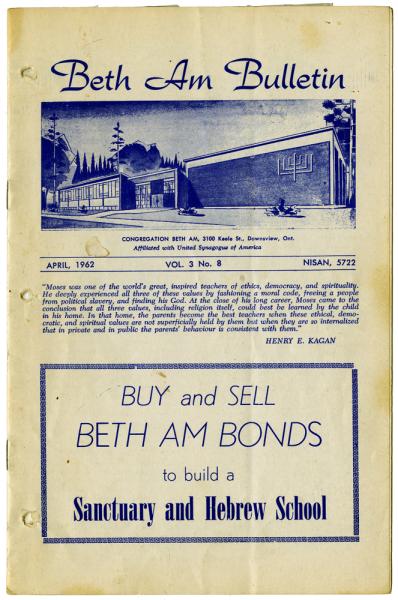 Beth Am Bulletin
CONGREGATION BETH AM, 3100 Keele St., Downsview, Ont.
Affiliated with United Synagogue of America
APRIL, 1962 VOL. 3 No. 8 NISAN, 5722
"Moses was one of the world's great, inspired teachers of ethics, democracy, and spirituality.
He deeply experienced all three of these values by fashioning a moral code, freeing a people
from political slavery, and finding his God. At the close of his long career, Moses came to the
conclusion that all three values, including religion itself, could best be learned by the child
in his home. In that home, the parents become the best teachers when these ethical, demo-
cratic, and spiritual values are not superficially held by them but when they are so internalized
that in private and in public the parents' behaviour is consistent with them."
HENRY E. KAGAN
BUY and SELL
BETH AM BONDS
to build a
Sanctuary and Hebrew School